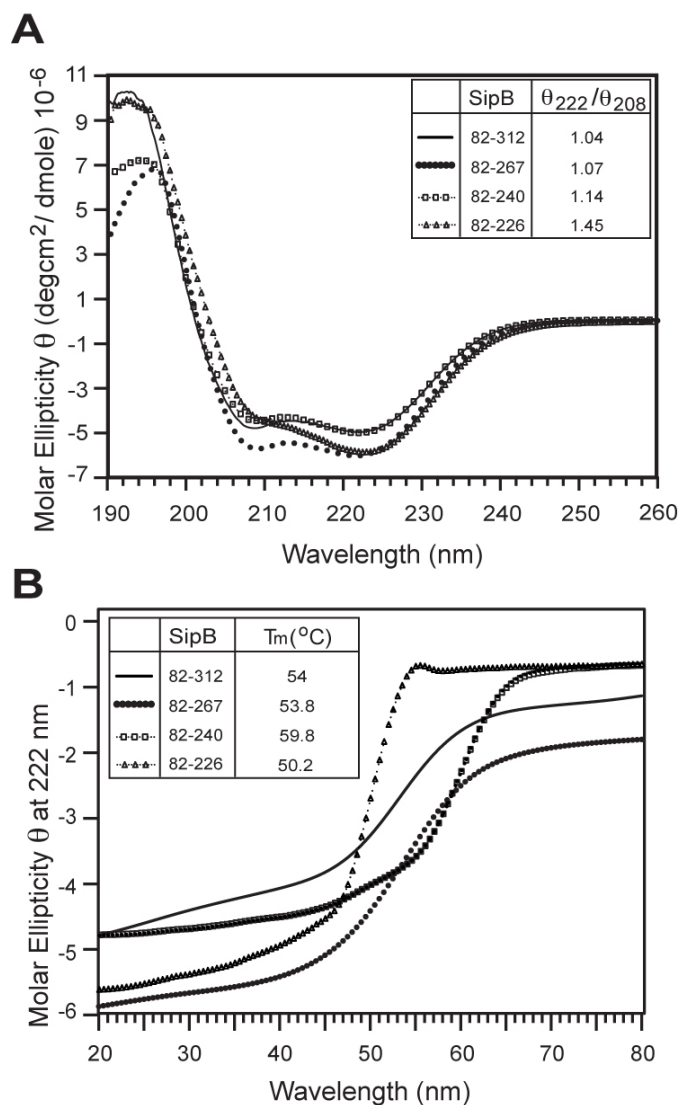 A
Molar Ellipticity θ (degcm²/ dmole) 10⁻⁶
11
9
7
5
3
1
-1
-3
-5
-7
SipB θ₂₂₂/θ₂₀₈
82-312 1.04
82-267 1.07
82-240 1.14
82-226 1.45
190 200 210 220 230 240 250 260
Wavelength (nm)
B
Molar Ellipticity θ at 222 nm
0
-1
-2
-3
-4
-5
-6
SipB Tm(°C)
82-312 54
82-267 53.8
82-240 59.8
82-226 50.2
20 30 40 50 60 70 80
Wavelength (nm)